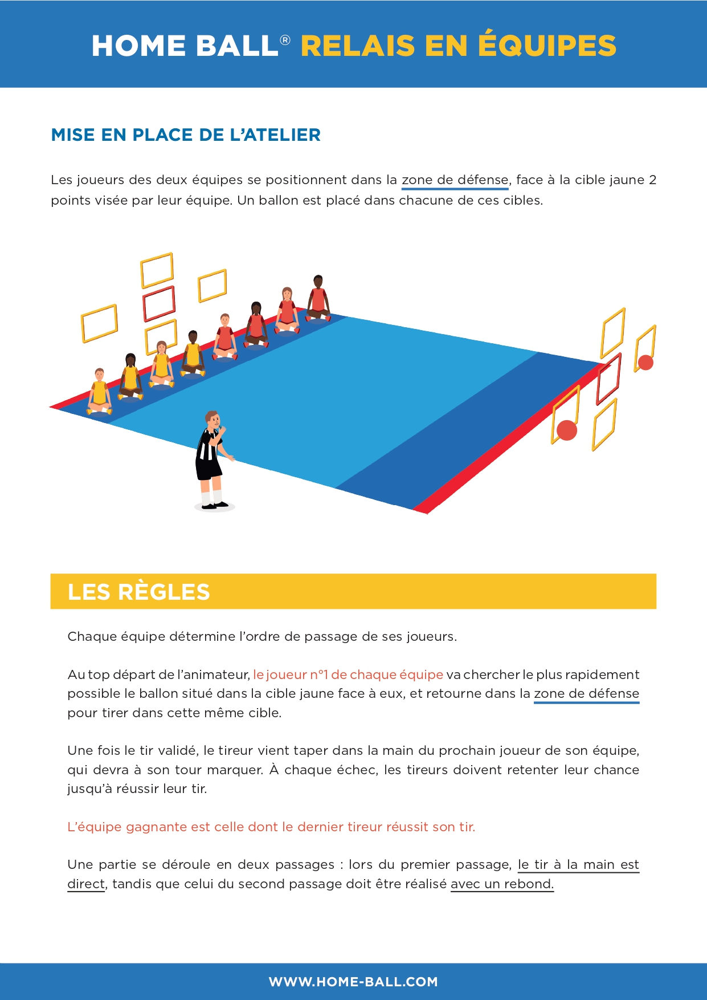 HOME BALL® RELAIS EN ÉQUIPES
MISE EN PLACE DE L’ATELIER
Les joueurs des deux équipes se positionnent dans la zone de défense, face à la cible jaune 2
points visée par leur équipe. Un ballon est placé dans chacune de ces cibles.
LES RÈGLES
Chaque équipe détermine l’ordre de passage de ses joueurs.
Au top départ de l’animateur, le joueur n°1 de chaque équipe va chercher le plus rapidement
possible le ballon situé dans la cible jaune face à eux, et retourne dans la zone de défense
pour tirer dans cette même cible.
Une fois le tir validé, le tireur vient taper dans la main du prochain joueur de son équipe,
qui devra à son tour marquer. À chaque échec, les tireurs doivent retenter leur chance
jusqu’à réussir leur tir.
L’équipe gagnante est celle dont le dernier tireur réussit son tir.
Une partie se déroule en deux passages : lors du premier passage, le tir à la main est
direct, tandis que celui du second passage doit être réalisé avec un rebond.
WWW.HOME-BALL.COM